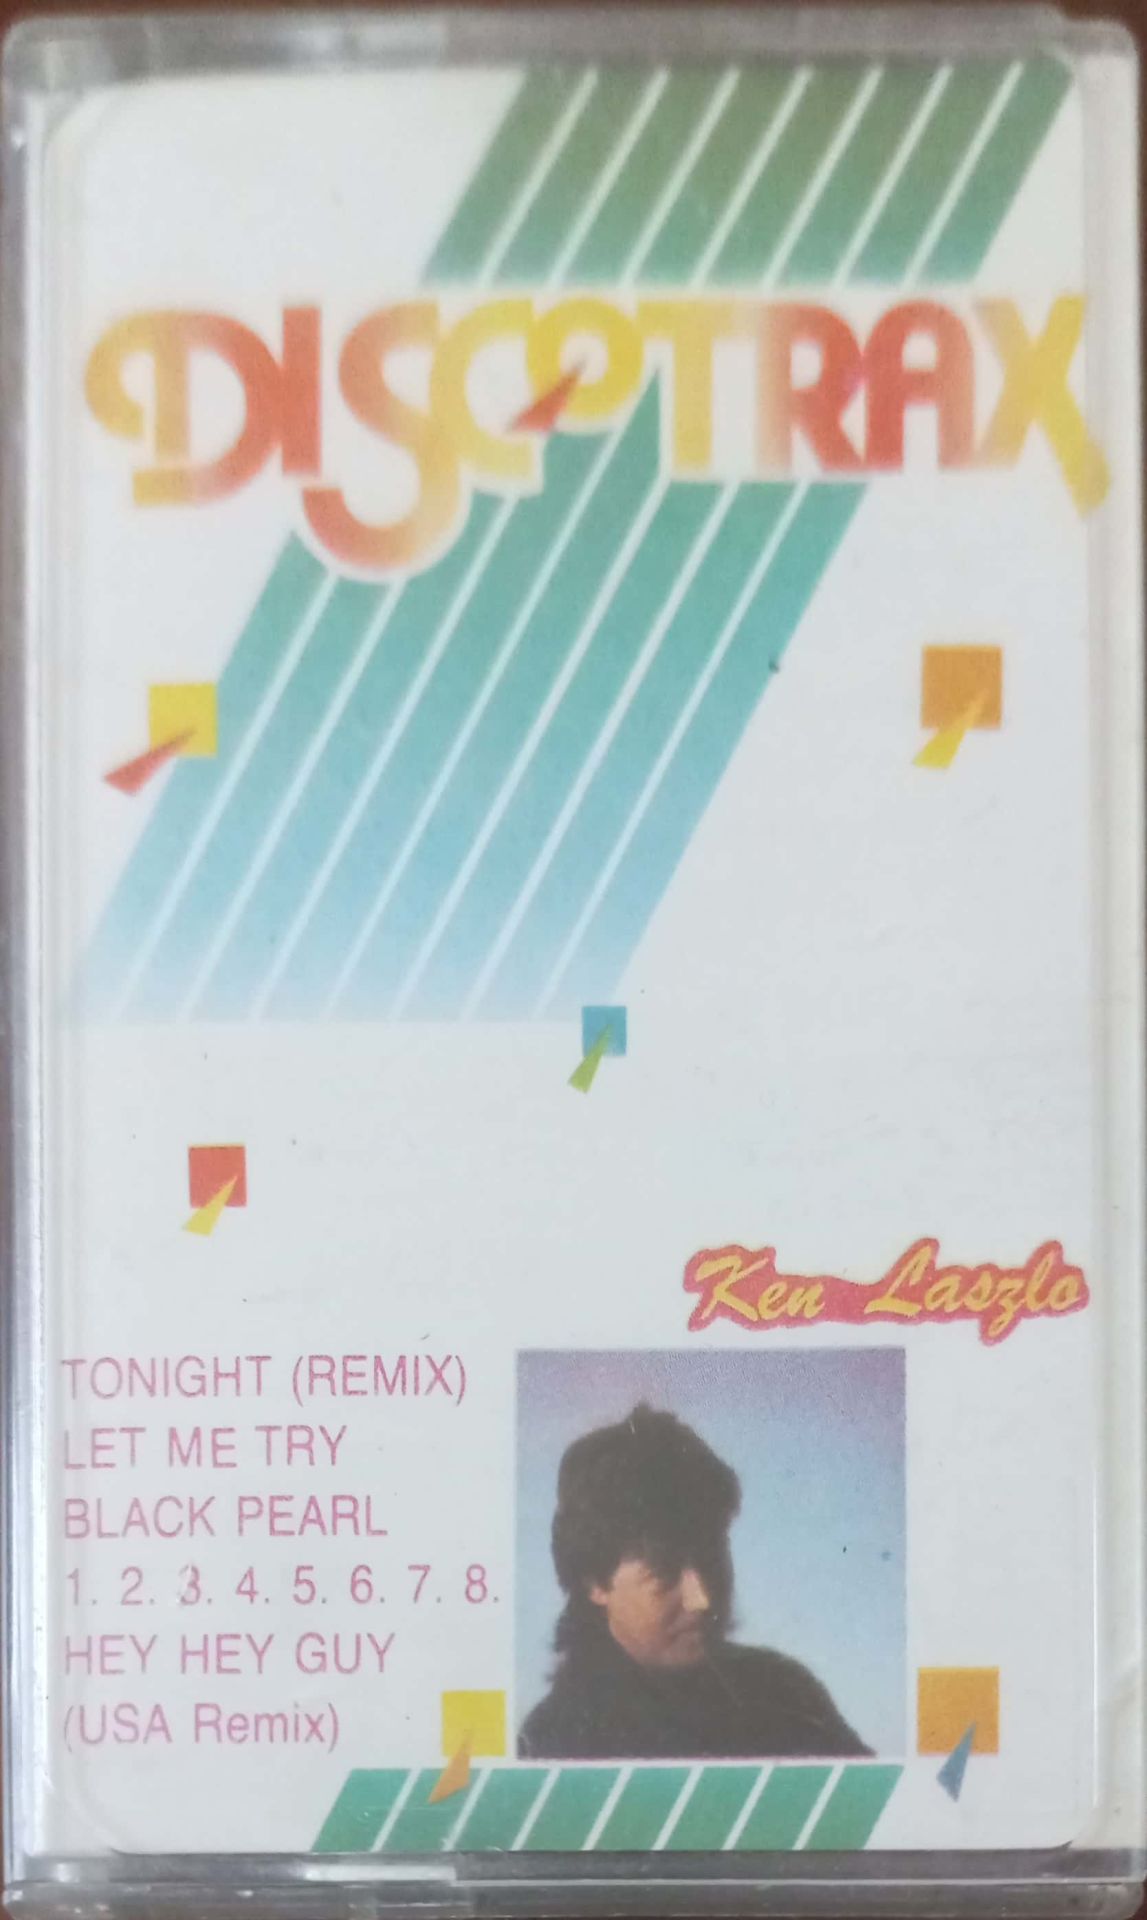 DISCOTRAX
Ken Laszlo
TONIGHT (REMIX)
LET ME TRY
BLACK PEARL
1. 2. 3. 4. 5. 6. 7. 8.
HEY HEY GUY
(USA Remix)